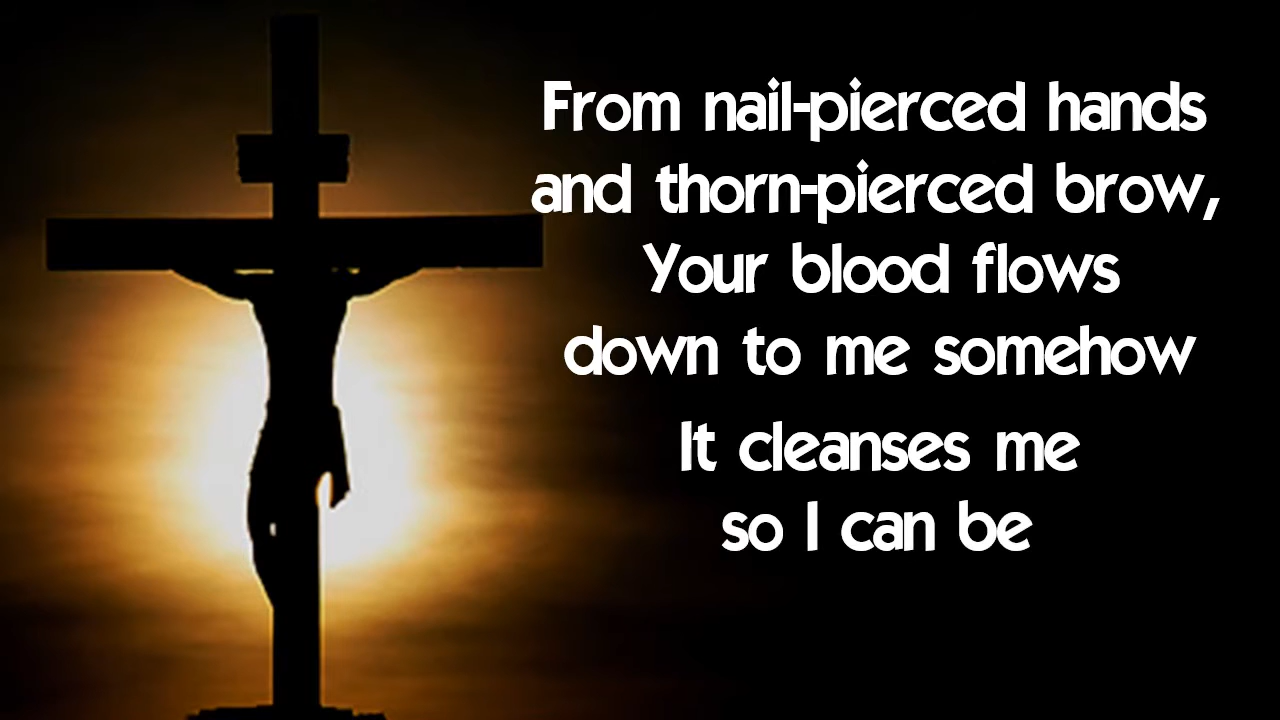 From nail-pierced hands
and thorn-pierced brow,
Your blood flows
down to me somehow
It cleanses me
so I can be